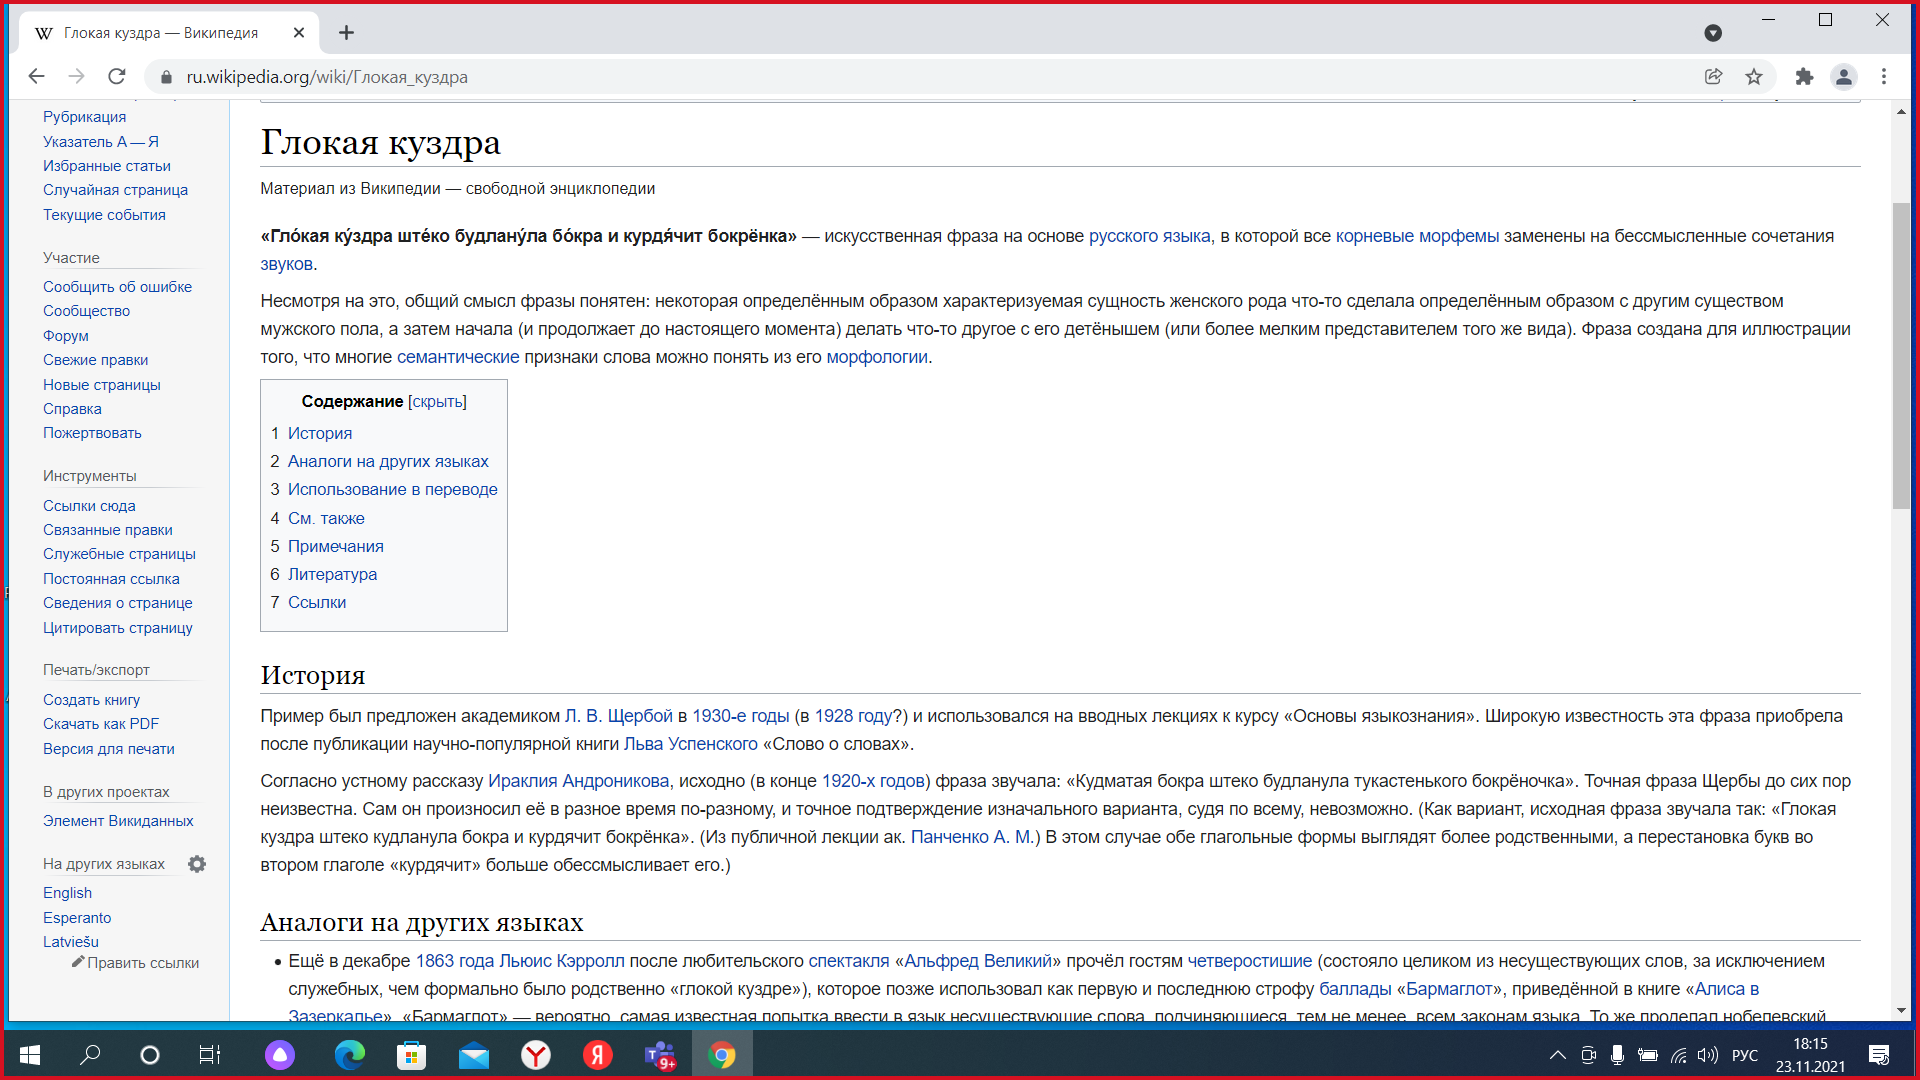 Глокая куздра — Википедия
ru.wikipedia.org/wiki/Глокая_куздра
Рубрикация
Указатель А — Я
Избранные статьи
Случайная страница
Текущие события
Участие
Сообщить об ошибке
Сообщество
Форум
Свежие правки
Новые страницы
Справка
Пожертвовать
Инструменты
Ссылки сюда
Связанные правки
Служебные страницы
Постоянная ссылка
Сведения о странице
Цитировать страницу
Печать/экспорт
Создать книгу
Скачать как PDF
Версия для печати
В других проектах
Элемент Викиданных
На других языках
English
Esperanto
Latviešu
Править ссылки
Глокая куздра
Материал из Википедии — свободной энциклопедии
«Гло́кая ку́здра ште́ко будлану́ла бо́кра и курдя́чит бокрёнка» — искусственная фраза на основе русского языка, в которой все корневые морфемы заменены на бессмысленные сочетания
звуков.
Несмотря на это, общий смысл фразы понятен: некоторая определённым образом характеризуемая сущность женского рода что-то сделала определённым образом с другим существом
мужского пола, а затем начала (и продолжает до настоящего момента) делать что-то другое с его детёнышем (или более мелким представителем того же вида). Фраза создана для иллюстрации
того, что многие семантические признаки слова можно понять из его морфологии.
Содержание [скрыть]
1 История
2 Аналоги на других языках
3 Использование в переводе
4 См. также
5 Примечания
6 Литература
7 Ссылки
История
Пример был предложен академиком Л. В. Щербой в 1930-е годы (в 1928 году?) и использовался на вводных лекциях к курсу «Основы языкознания». Широкую известность эта фраза приобрела
после публикации научно-популярной книги Льва Успенского «Слово о словах».
Согласно устному рассказу Ираклия Андроникова, исходно (в конце 1920-х годов) фраза звучала: «Кудматая бокра штеко будланула тукастенького бокрёночка». Точная фраза Щербы до сих пор
неизвестна. Сам он произносил её в разное время по-разному, и точное подтверждение изначального варианта, судя по всему, невозможно. (Как вариант, исходная фраза звучала так: «Глокая
куздра штеко кудланула бокра и курдячит бокрёнка». (Из публичной лекции ак. Панченко А. М.) В этом случае обе глагольные формы выглядят более родственными, а перестановка букв во
втором глаголе «курдячит» больше обессмысливает его.)
Аналоги на других языках
Ещё в декабре 1863 года Льюис Кэрролл после любительского спектакля «Альфред Великий» прочёл гостям четверостишие (состояло целиком из несуществующих слов, за исключением
служебных, чем формально было родственно «глокой куздре»), которое позже использовал как первую и последнюю строфу баллады «Бармаглот», приведённой в книге «Алиса в
Зазеркалье». «Бармаглот» — вероятно, самая известная попытка ввести в язык несуществующие слова, подчиняющиеся, тем не менее, всем законам языка. То же проделал нобелевский
9+
РУС
18:15
23.11.2021